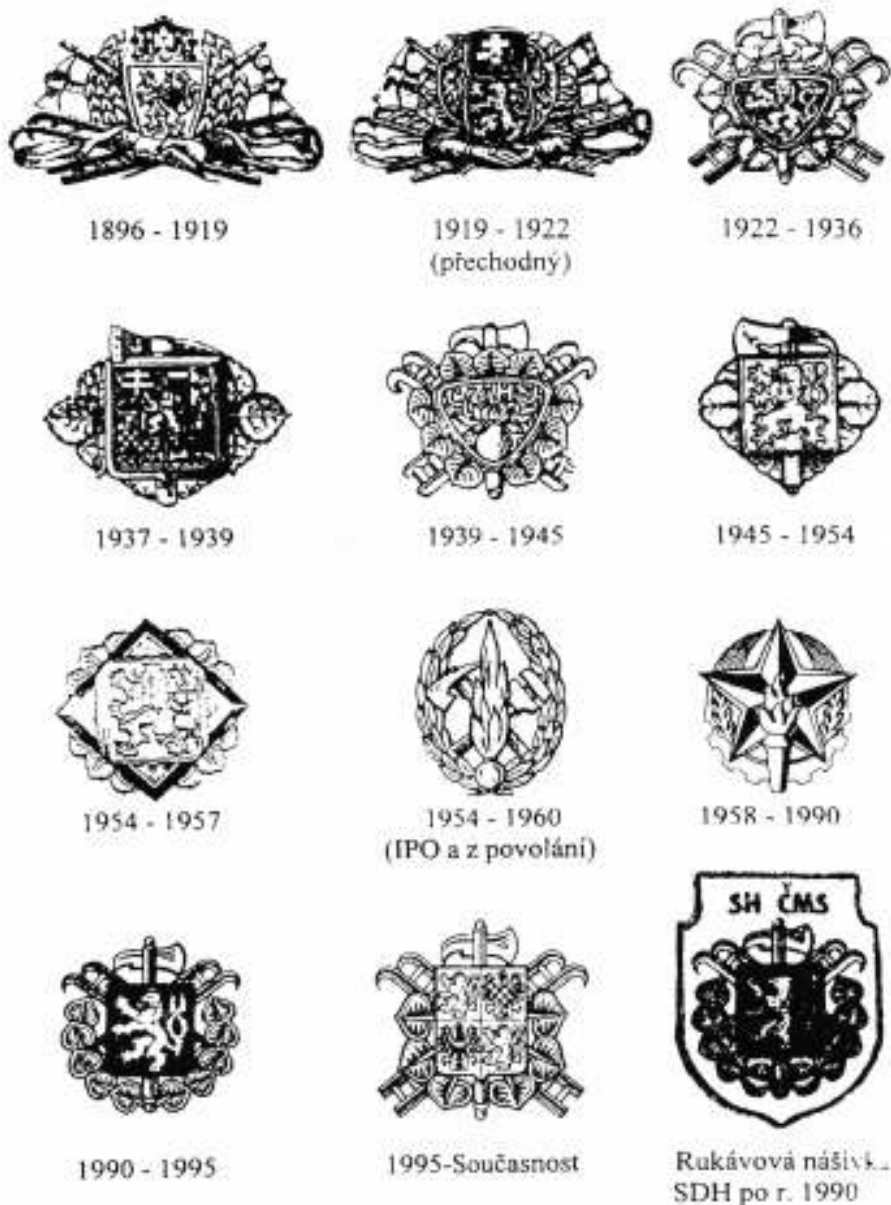 1896 - 1919
1919 - 1922
(přechodný)
1922 - 1936
1937 - 1939
1939 - 1945
1945 - 1954
1954 - 1957
1954 - 1960
(IPO a z povolání)
1958 - 1990
SH ČMS
1990 - 1995
1995-Současnost
Rukávová
SDH po r. 1990